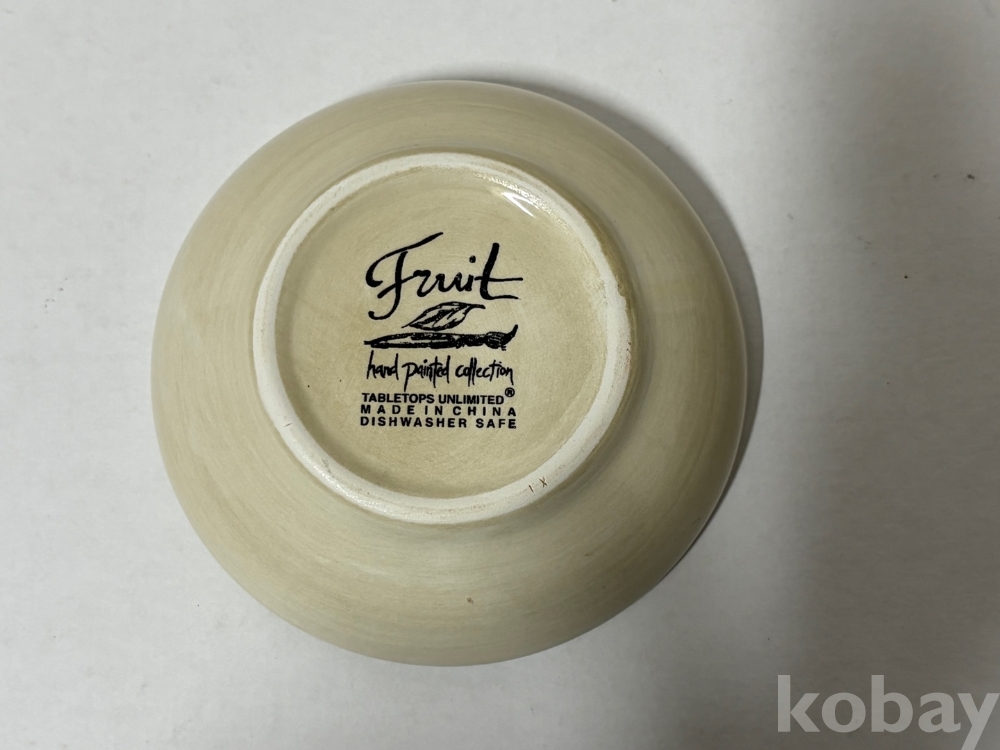 Fruit
hand painted collection
TABLETOPS UNLIMITED®
MADE IN CHINA
DISHWASHER SAFE
kobay